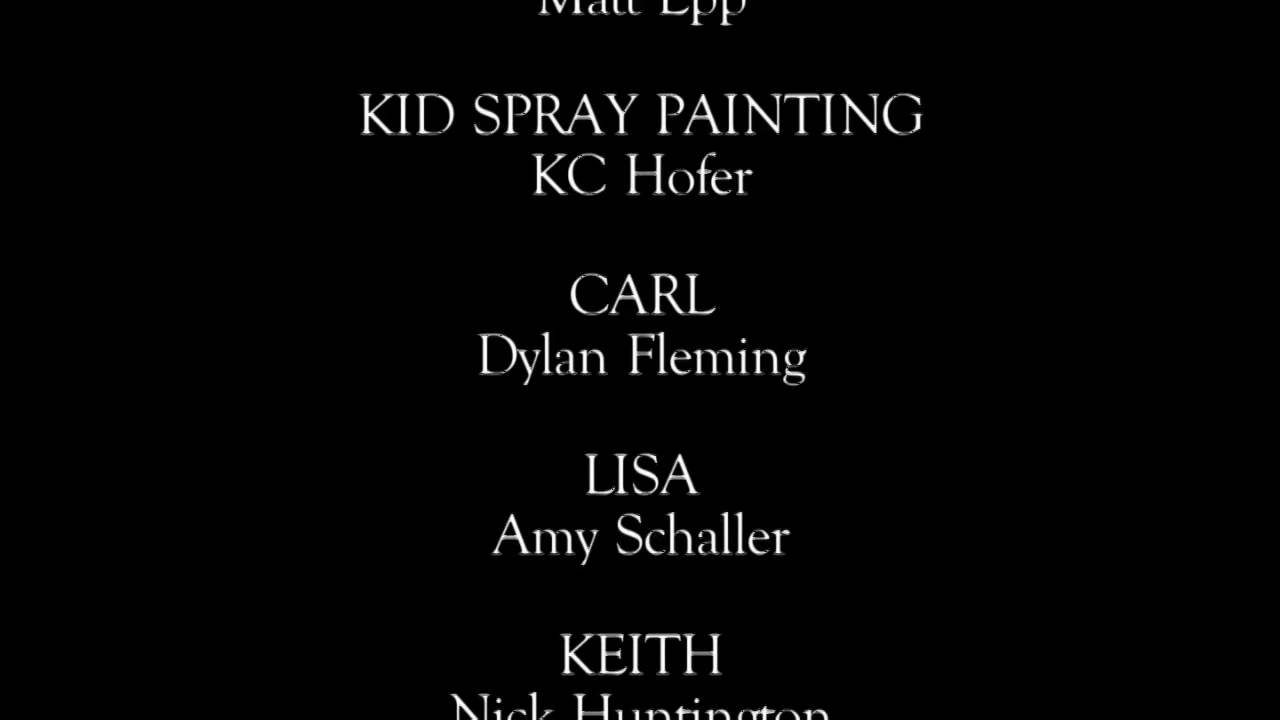 Matt Epp
KID SPRAY PAINTING
KC Hofer
CARL
Dylan Fleming
LISA
Amy Schaller
KEITH
Nick Huntington